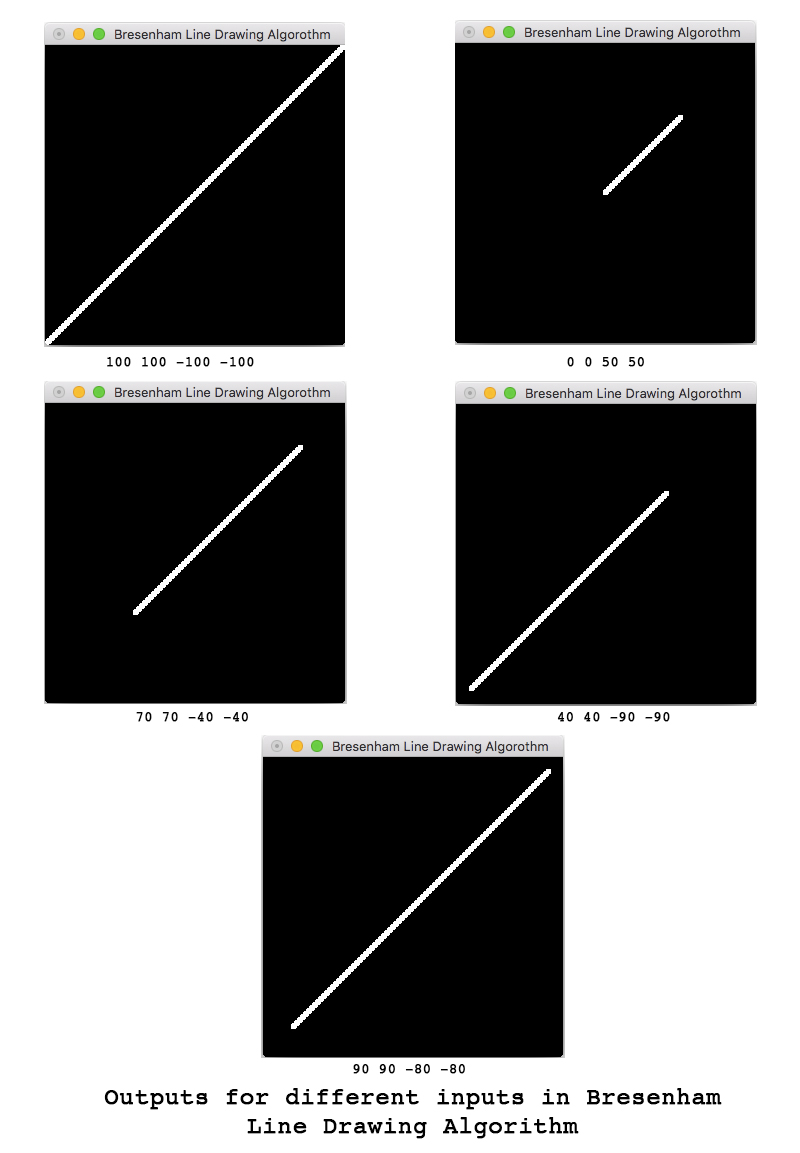 Bresenham Line Drawing Algorothm
Bresenham Line Drawing Algorothm
100 100 -100 -100
0 0 50 50
Bresenham Line Drawing Algorothm
Bresenham Line Drawing Algorothm
70 70 -40 -40
40 40 -90 -90
Bresenham Line Drawing Algorothm
90 90 -80 -80
Outputs for different inputs in Bresenham
Line Drawing Algorithm